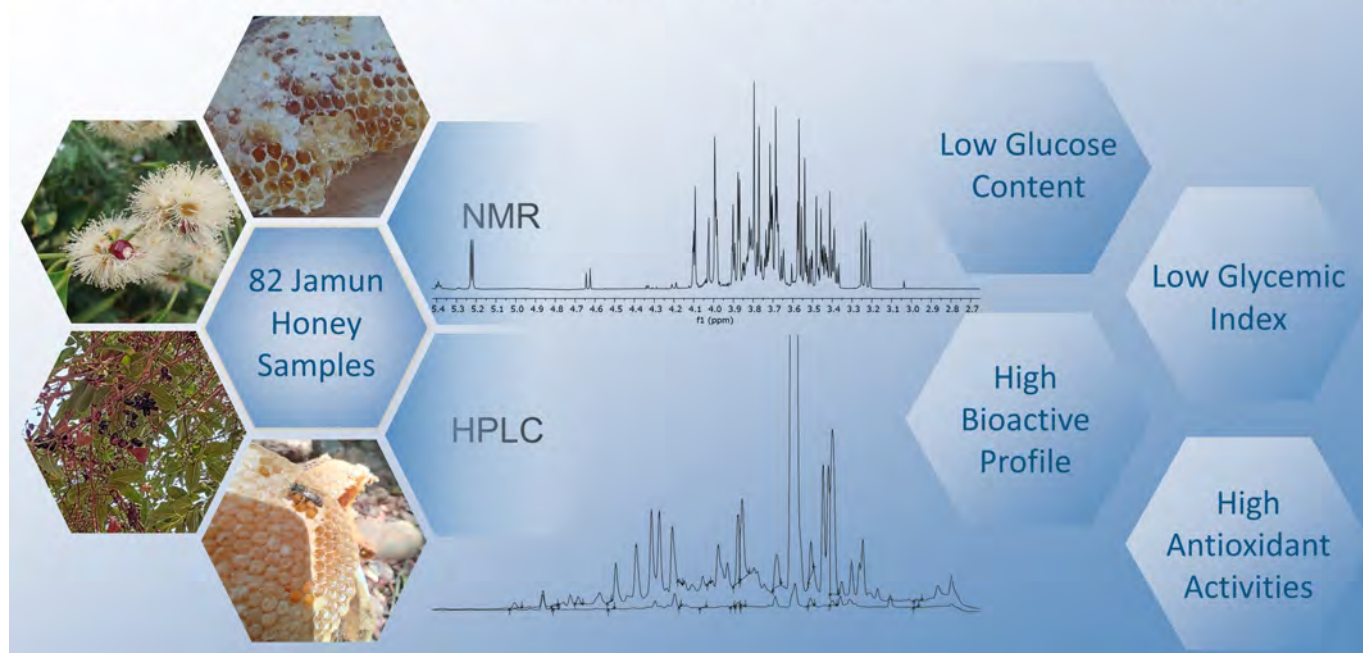 82 Jamun
Honey
Samples
NMR
5.4 5.3 5.2 5.1 5.0 4.9 4.8 4.7 4.6 4.5 4.4 4.3 4.2 4.1 4.0 3.9 3.8 3.7 3.6 3.5 3.4 3.3 3.2 3.1 3.0 2.9 2.8 2.7
f1 (ppm)
HPLC
Low Glucose
Content
Low Glycemic
Index
High
Bioactive
Profile
High
Antioxidant
Activities